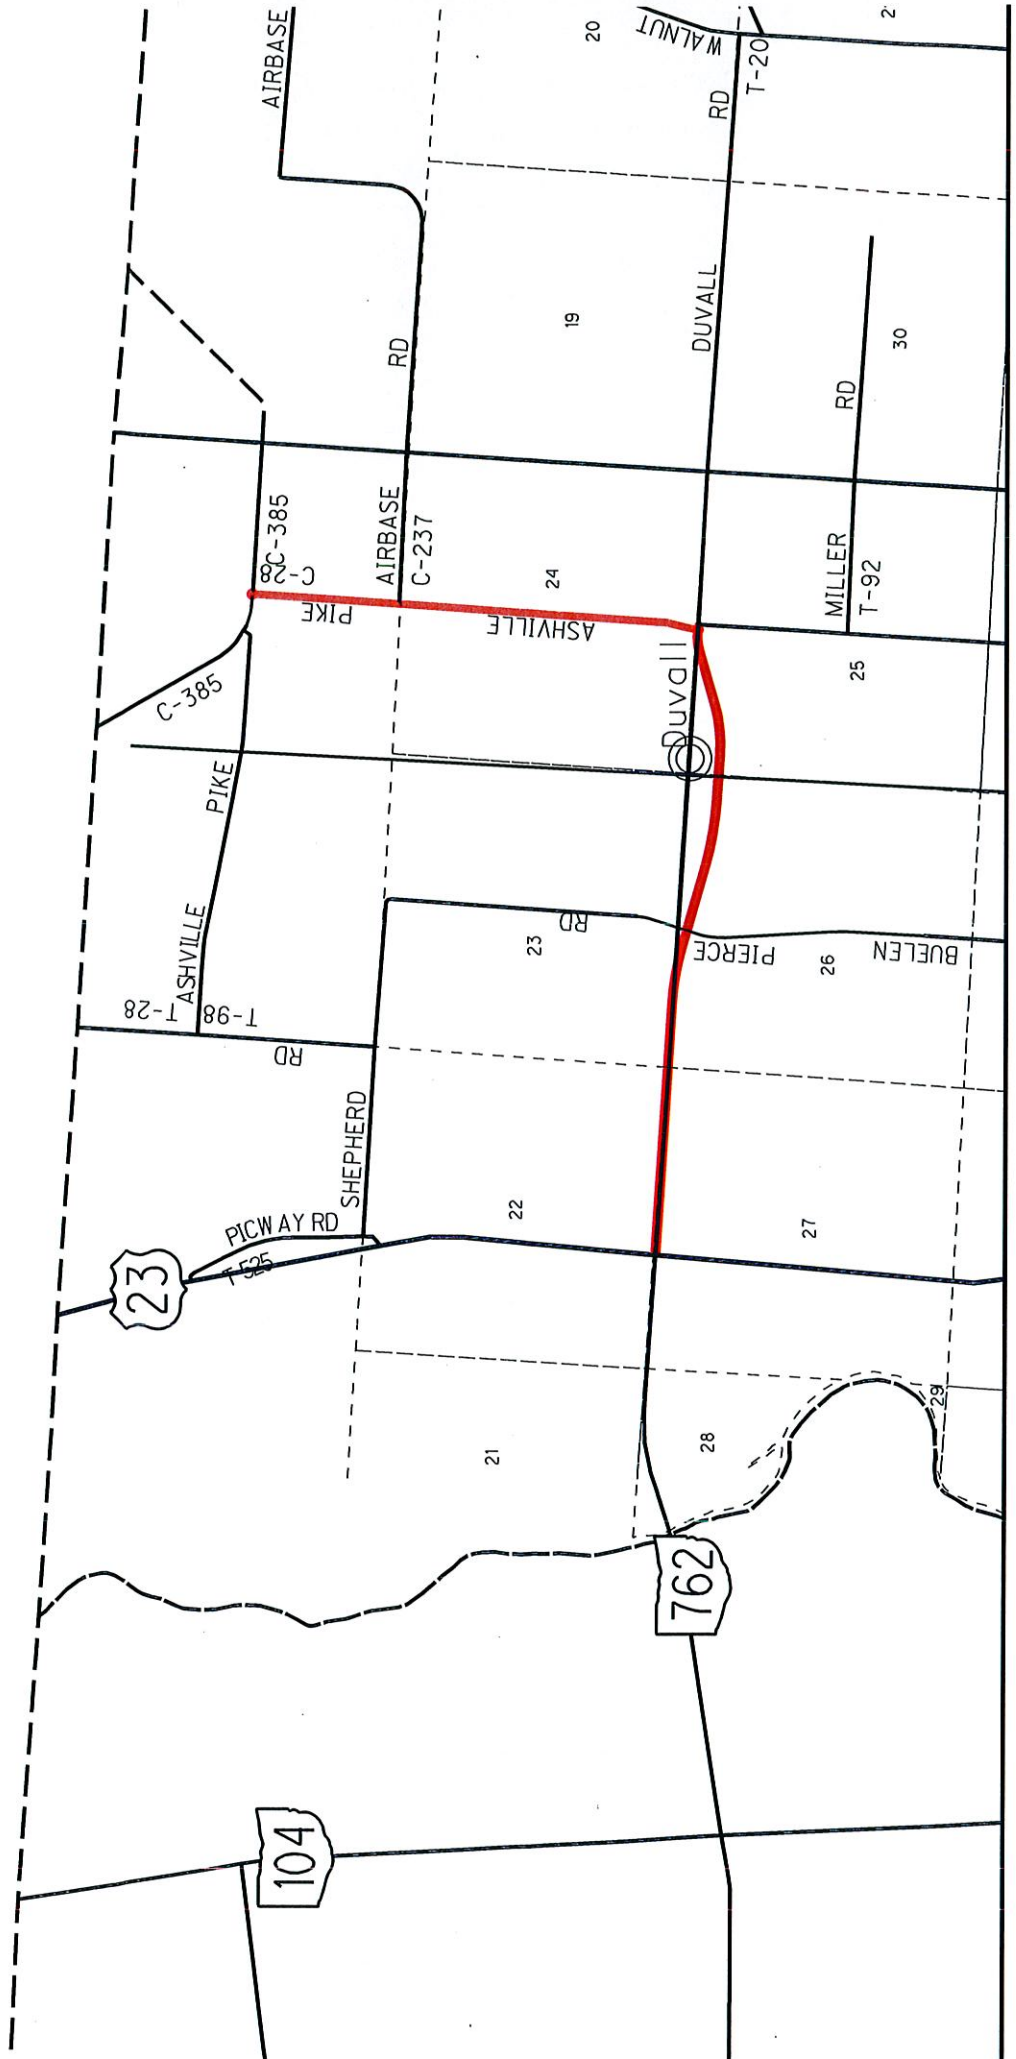 104
762
23
PICWAY RD
T-525
SHEPHERD
RD
T-28
T-98
ASHVILLE
PIKE
C-385
C-28
C-385
PIKE
ASHVILLE
AIRBASE
C-237
RD
AIRBASE
Duvall
DUVALL
RD
T-20
WALNUT
MILLER
RD
T-92
RD
PIERCE
BUELEN
21
22
23
24
19
20
28
29
27
26
25
30